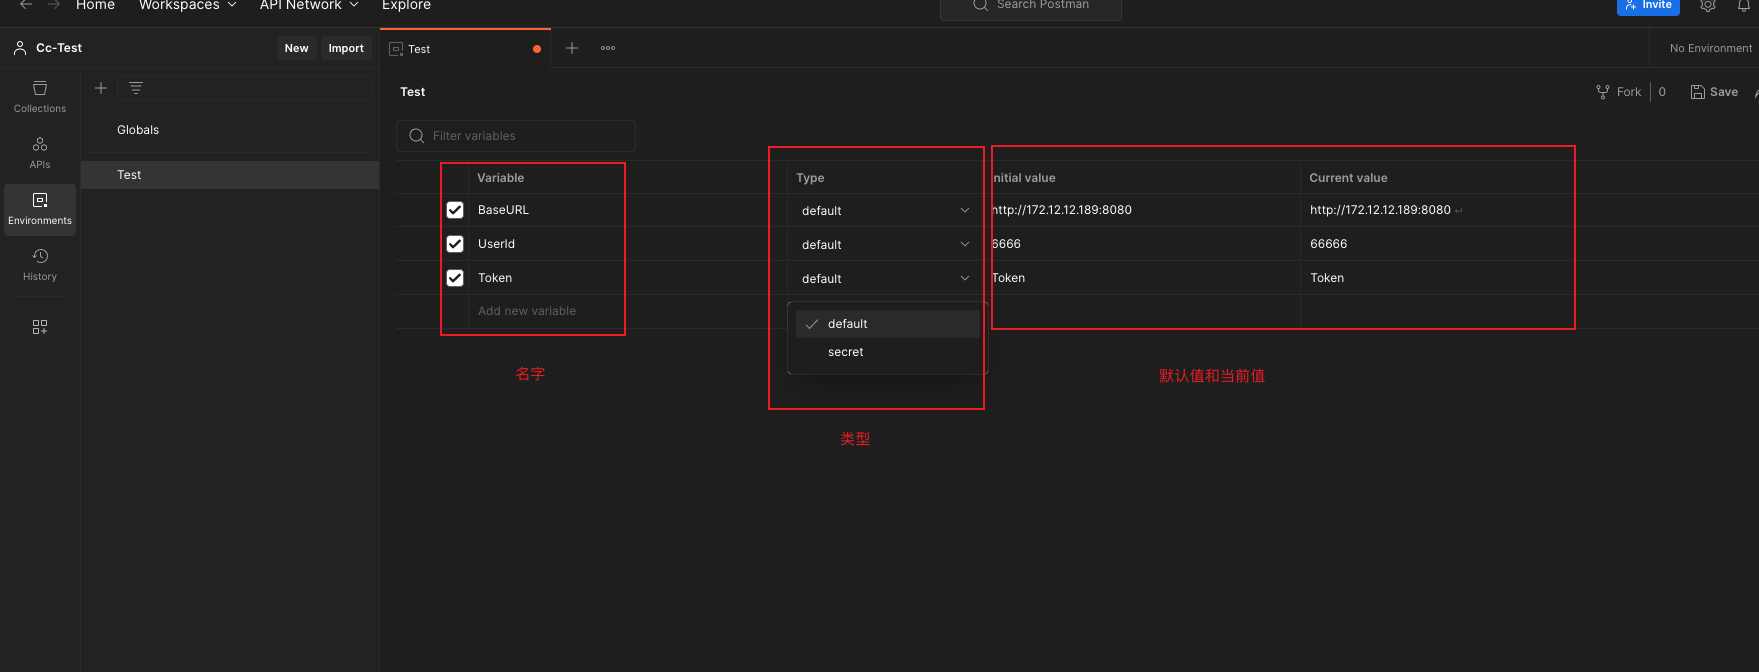 Home Workspaces API Network Explore Search Postman Invite
Cc-Test New Import Test No Environment
Collections
APIs
Environments
History
Globals
Test
Test Fork 0 Save
Filter variables
Variable Type nitial value Current value
BaseURL default http://172.12.12.189:8080 http://172.12.12.189:8080
UserId default 6666 66666
Token default Token Token
Add new variable
default
secret
名字
类型
默认值和当前值